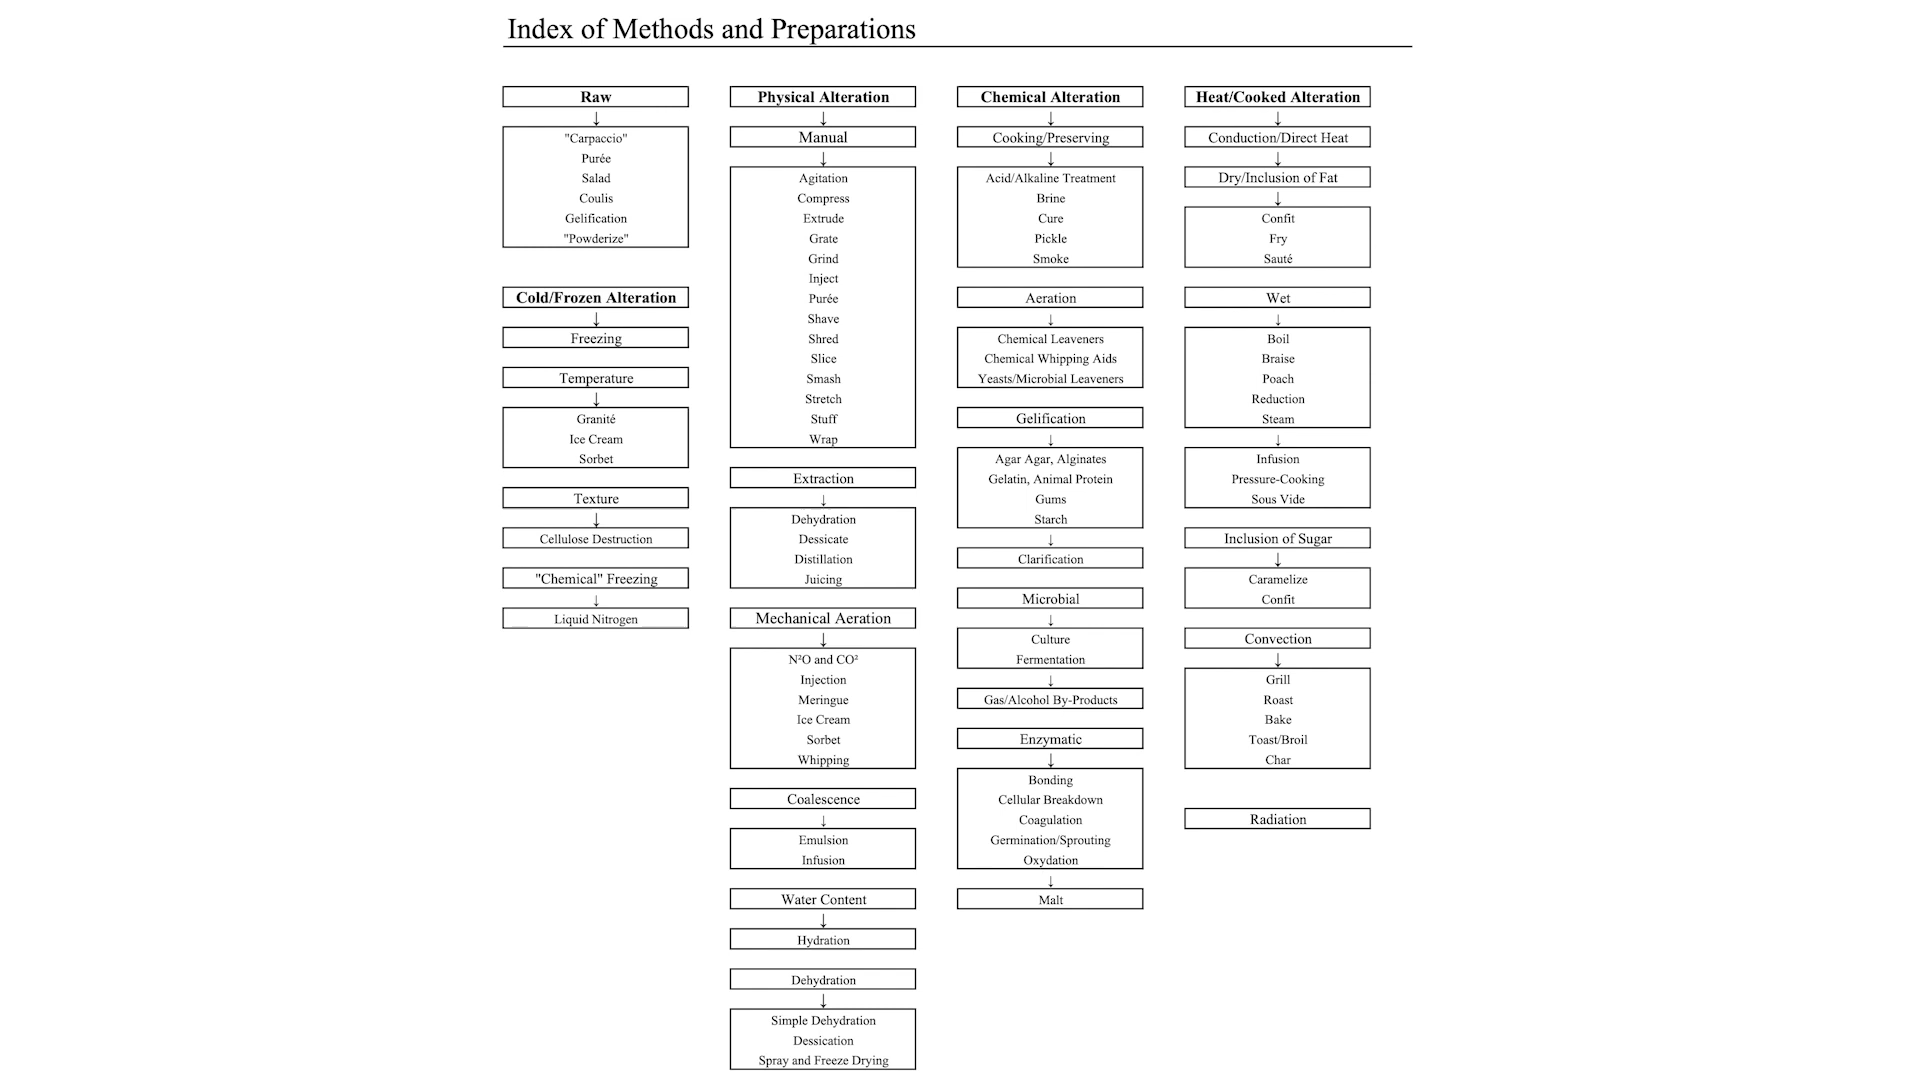 Index of Methods and Preparations
Raw
"Carpaccio"
Purée
Salad
Coulis
Gelification
"Powderize"
Cold/Frozen Alteration
Freezing
Temperature
Granité
Ice Cream
Sorbet
Texture
Cellulose Destruction
"Chemical" Freezing
Liquid Nitrogen
Physical Alteration
Manual
Agitation
Compress
Extrude
Grate
Grind
Inject
Purée
Shave
Shred
Slice
Smash
Stretch
Stuff
Wrap
Extraction
Dehydration
Dessicate
Distillation
Juicing
Mechanical Aeration
N²O and CO²
Injection
Meringue
Ice Cream
Sorbet
Whipping
Coalescence
Emulsion
Infusion
Water Content
Hydration
Dehydration
Simple Dehydration
Dessication
Spray and Freeze Drying
Chemical Alteration
Cooking/Preserving
Acid/Alkaline Treatment
Brine
Cure
Pickle
Smoke
Aeration
Chemical Leaveners
Chemical Whipping Aids
Yeasts/Microbial Leaveners
Gelification
Agar Agar, Alginates
Gelatin, Animal Protein
Gums
Starch
Clarification
Microbial
Culture
Fermentation
Gas/Alcohol By-Products
Enzymatic
Bonding
Cellular Breakdown
Coagulation
Germination/Sprouting
Oxydation
Malt
Heat/Cooked Alteration
Conduction/Direct Heat
Dry/Inclusion of Fat
Confit
Fry
Sauté
Wet
Boil
Braise
Poach
Reduction
Steam
Infusion
Pressure-Cooking
Sous Vide
Inclusion of Sugar
Caramelize
Confit
Convection
Grill
Roast
Bake
Toast/Broil
Char
Radiation